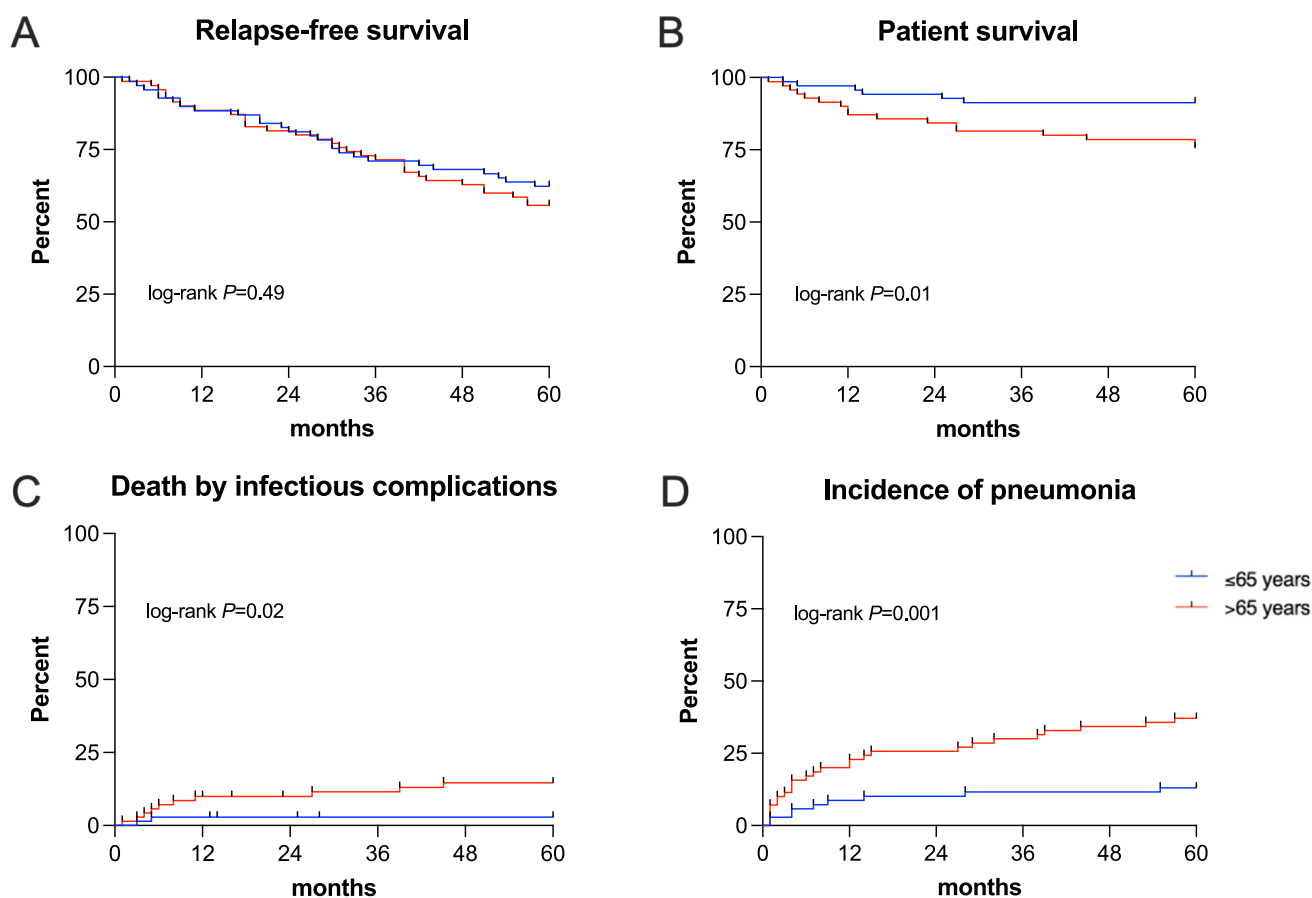 A
Relapse-free survival
100
75
50
25
0
Percent
log-rank P=0.49
0 12 24 36 48 60
months
B
Patient survival
100
75
50
25
0
Percent
log-rank P=0.01
0 12 24 36 48 60
months
C
Death by infectious complications
100
75
50
25
0
Percent
log-rank P=0.02
0 12 24 36 48 60
months
D
Incidence of pneumonia
100
75
50
25
0
Percent
log-rank P=0.001
0 12 24 36 48 60
months
≤65 years
>65 years